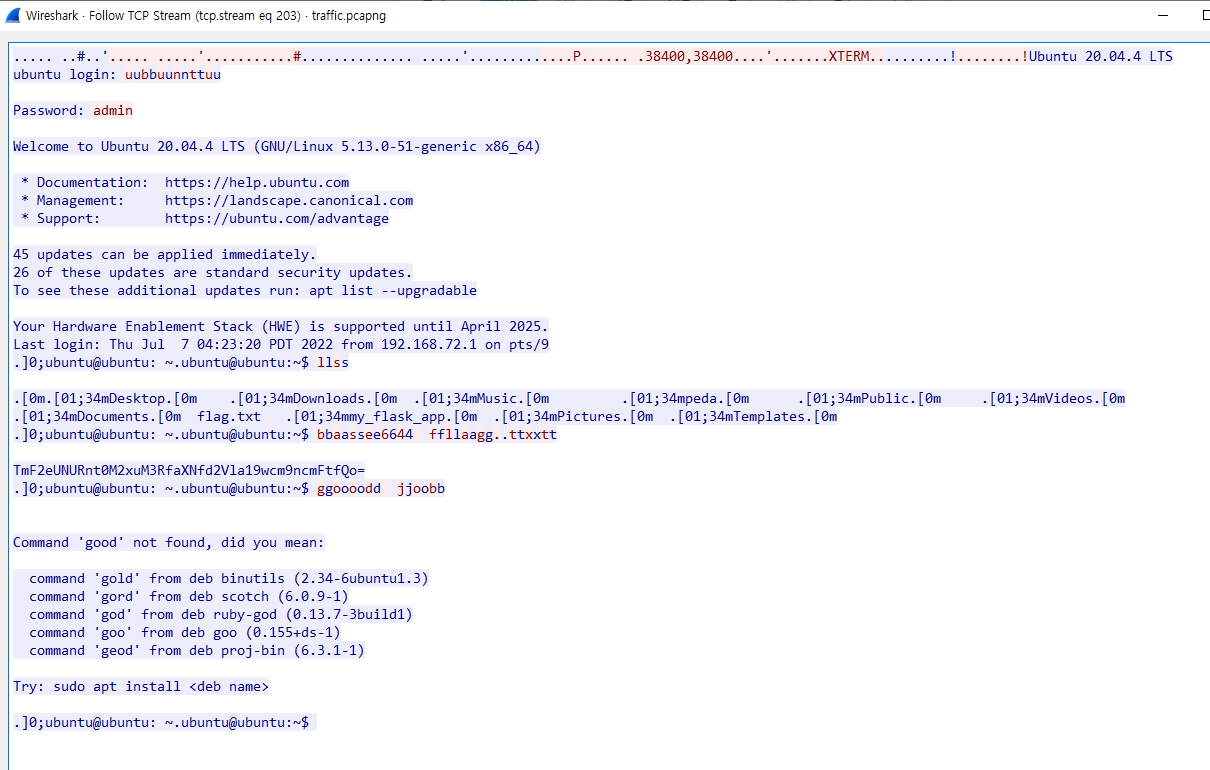 Wireshark · Follow TCP Stream (tcp.stream eq 203) · traffic.pcapng
..... ..#..'..... .....'...........#.............. .....'.............P...... .38400,38400....'.......XTERM..........!........!Ubuntu 20.04.4 LTS
ubuntu login: uubbuunnttuu
Password: admin
Welcome to Ubuntu 20.04.4 LTS (GNU/Linux 5.13.0-51-generic x86_64)
* Documentation:  https://help.ubuntu.com
* Management:     https://landscape.canonical.com
* Support:        https://ubuntu.com/advantage
45 updates can be applied immediately.
26 of these updates are standard security updates.
To see these additional updates run: apt list --upgradable
Your Hardware Enablement Stack (HWE) is supported until April 2025.
Last login: Thu Jul  7 04:23:20 PDT 2022 from 192.168.72.1 on pts/9
.]0;ubuntu@ubuntu: ~.ubuntu@ubuntu:~$ llss
.[0m.[01;34mDesktop.[0m    .[01;34mDownloads.[0m  .[01;34mMusic.[0m         .[01;34mpeda.[0m      .[01;34mPublic.[0m     .[01;34mVideos.[0m
.[01;34mDocuments.[0m  flag.txt   .[01;34mmy_flask_app.[0m  .[01;34mPictures.[0m  .[01;34mTemplates.[0m
.]0;ubuntu@ubuntu: ~.ubuntu@ubuntu:~$ bbaassee6644  ffllaagg..ttxxtt
TmF2eUNURnt0M2xuM3RfaXNfd2Vla19wcm9ncmFtfQo=
.]0;ubuntu@ubuntu: ~.ubuntu@ubuntu:~$ ggoooodd  jjoobb
Command 'good' not found, did you mean:
command 'gold' from deb binutils (2.34-6ubuntu1.3)
command 'gord' from deb scotch (6.0.9-1)
command 'god' from deb ruby-god (0.13.7-3build1)
command 'goo' from deb goo (0.155+ds-1)
command 'geod' from deb proj-bin (6.3.1-1)
Try: sudo apt install <deb name>
.]0;ubuntu@ubuntu: ~.ubuntu@ubuntu:~$